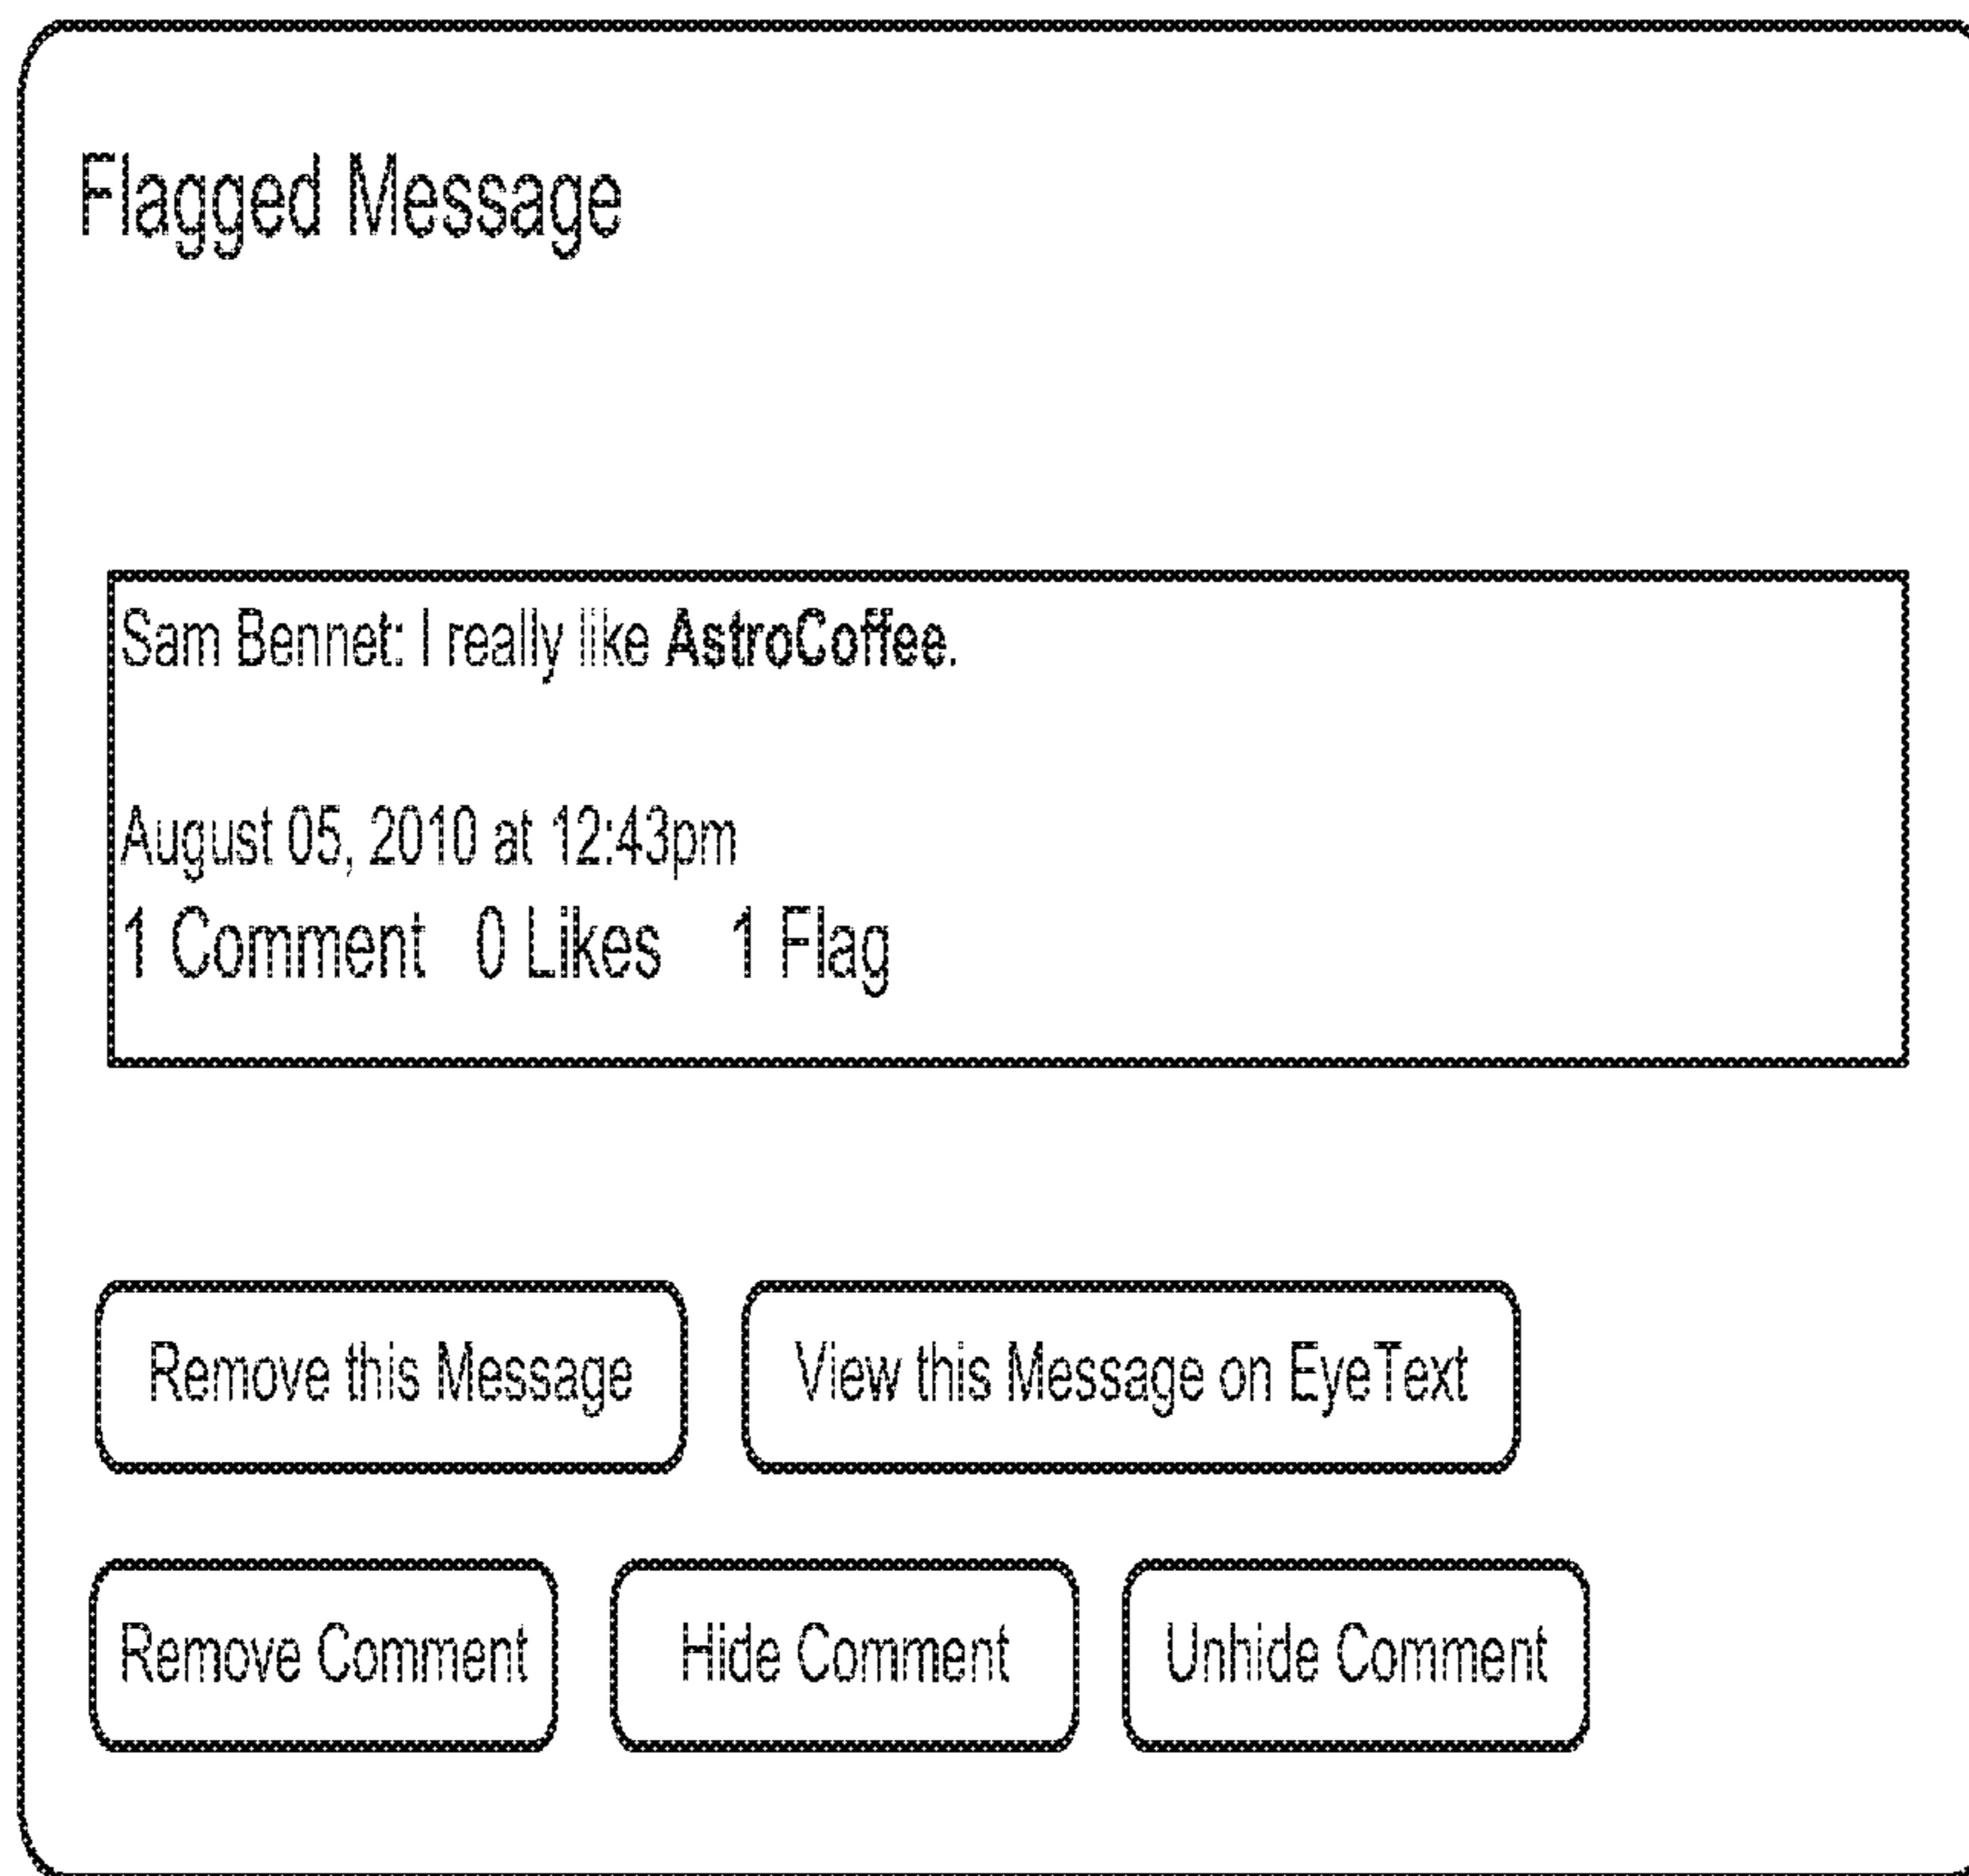 Flagged Message
Sam Bennet: I really like AstroCoffee.
August 05, 2010 at 12:43pm
1 Comment 0 Likes 1 Flag
Remove this Message View this Message on EyeText
Remove Comment Hide Comment Unhide Comment